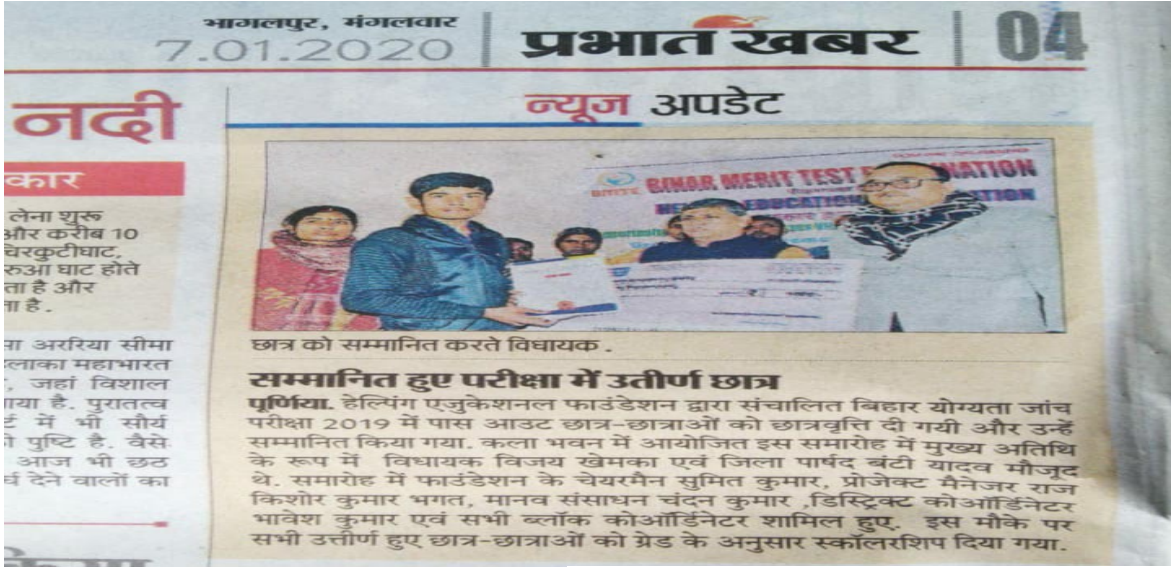 भागलपुर, मंगलवार
7.01.2020
प्रभात खबर
04
नदी
कार
लेना शुरू
और करीब 10
चिरकुटीघाट,
रुआ घाट होते
ता है और
ना है.
मा अररिया सीमा
लाका महाभारत
, जहां विशाल
ाया है. पुरातत्व
र्ट में भी सौर्य
ो पुष्टि है. वैसे
आज भी छठ
र्घ देने वालों का
न्यूज अपडेट
BMTE BIHAR MERIT TEST EXAMINATION
छात्र को सम्मानित करते विधायक.
सम्मानित हुए परीक्षा में उतीर्ण छात्र
पूर्णिया. हेल्पिंग एजुकेशनल फाउंडेशन द्वारा संचालित बिहार योग्यता जांच
परीक्षा 2019 में पास आउट छात्र-छात्राओं को छात्रवृत्ति दी गयी और उन्हें
सम्मानित किया गया. कला भवन में आयोजित इस समारोह में मुख्य अतिथि
के रूप में विधायक विजय खेमका एवं जिला पार्षद बंटी यादव मौजूद
थे. समारोह में फाउंडेशन के चेयरमैन सुमित कुमार, प्रोजेक्ट मैनेजर राज
किशोर कुमार भगत, मानव संसाधन चंदन कुमार ,डिस्ट्रिक्ट कोऑर्डिनेटर
भावेश कुमार एवं सभी ब्लॉक कोऑर्डिनेटर शामिल हुए. इस मौके पर
सभी उत्तीर्ण हुए छात्र-छात्राओं को ग्रेड के अनुसार स्कॉलरशिप दिया गया.